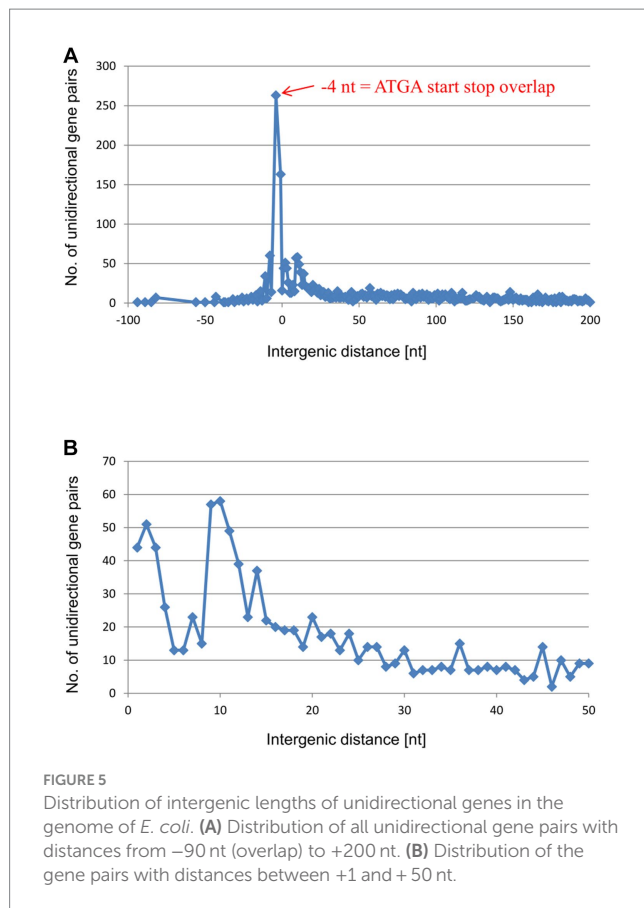 A
300
250
200
150
100
50
0
-100
-50
0
50
100
150
200
No. of unidirectional gene pairs
Intergenic distance [nt]
-4 nt = ATGA start stop overlap
B
70
60
50
40
30
20
10
0
0
10
20
30
40
50
No. of unidirectional gene pairs
Intergenic distance [nt]
FIGURE 5
Distribution of intergenic lengths of unidirectional genes in the
genome of E. coli. (A) Distribution of all unidirectional gene pairs with
distances from −90 nt (overlap) to +200 nt. (B) Distribution of the
gene pairs with distances between +1 and + 50 nt.